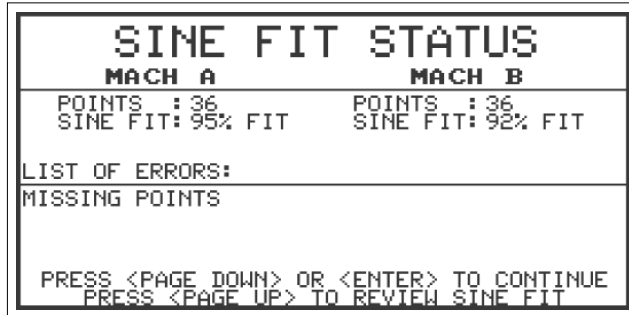 SINE FIT STATUS
MACH A MACH B
POINTS :36 POINTS :36
SINE FIT:95% FIT SINE FIT:92% FIT
LIST OF ERRORS:
MISSING POINTS
PRESS <PAGE DOWN> OR <ENTER> TO CONTINUE
PRESS <PAGE UP> TO REVIEW SINE FIT